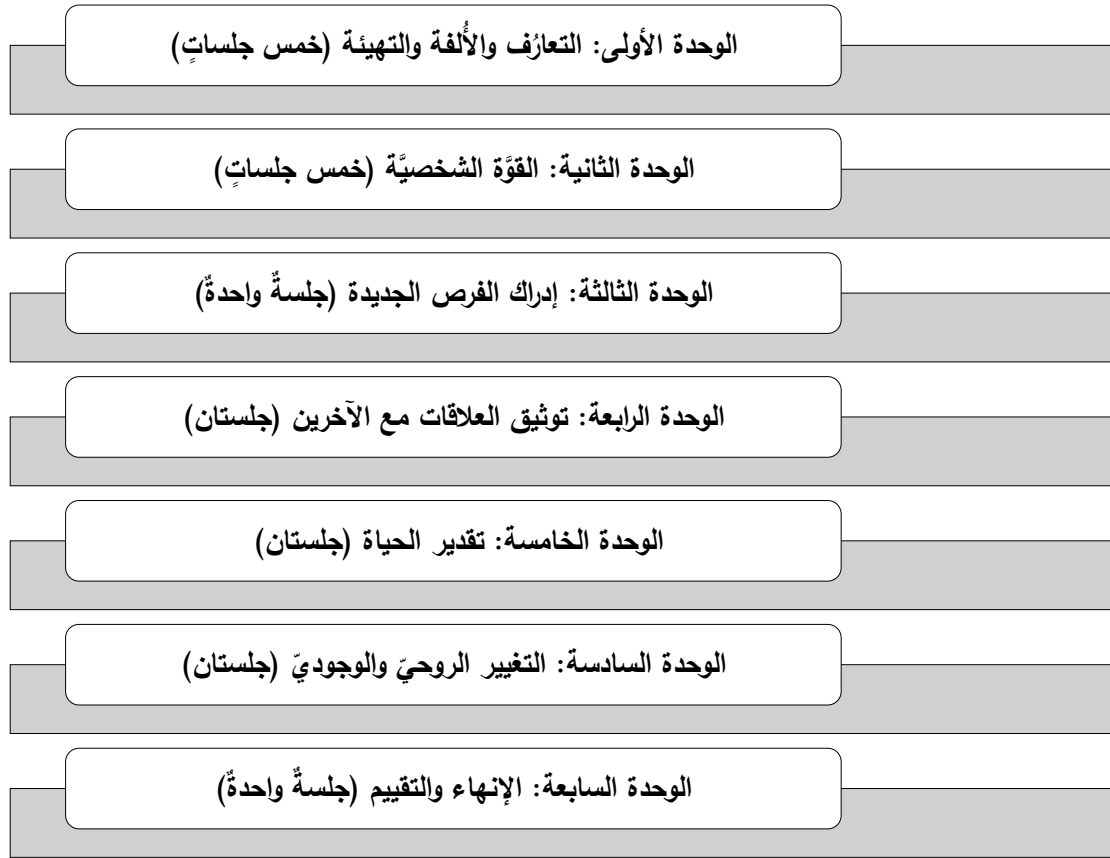 الوحدة الأولى: التعارُف والأُلفة والتهيئة (خمس جلساتٍ)
الوحدة الثانية: القوَّة الشخصيَّة (خمس جلساتٍ)
الوحدة الثالثة: إدراك الفرص الجديدة (جلسةٌ واحدةٌ)
الوحدة الرابعة: توثيق العلاقات مع الآخرين (جلستان)
الوحدة الخامسة: تقدير الحياة (جلستان)
الوحدة السادسة: التغيير الروحيّ والوجوديّ (جلستان)
الوحدة السابعة: الإنهاء والتقييم (جلسةٌ واحدةٌ)